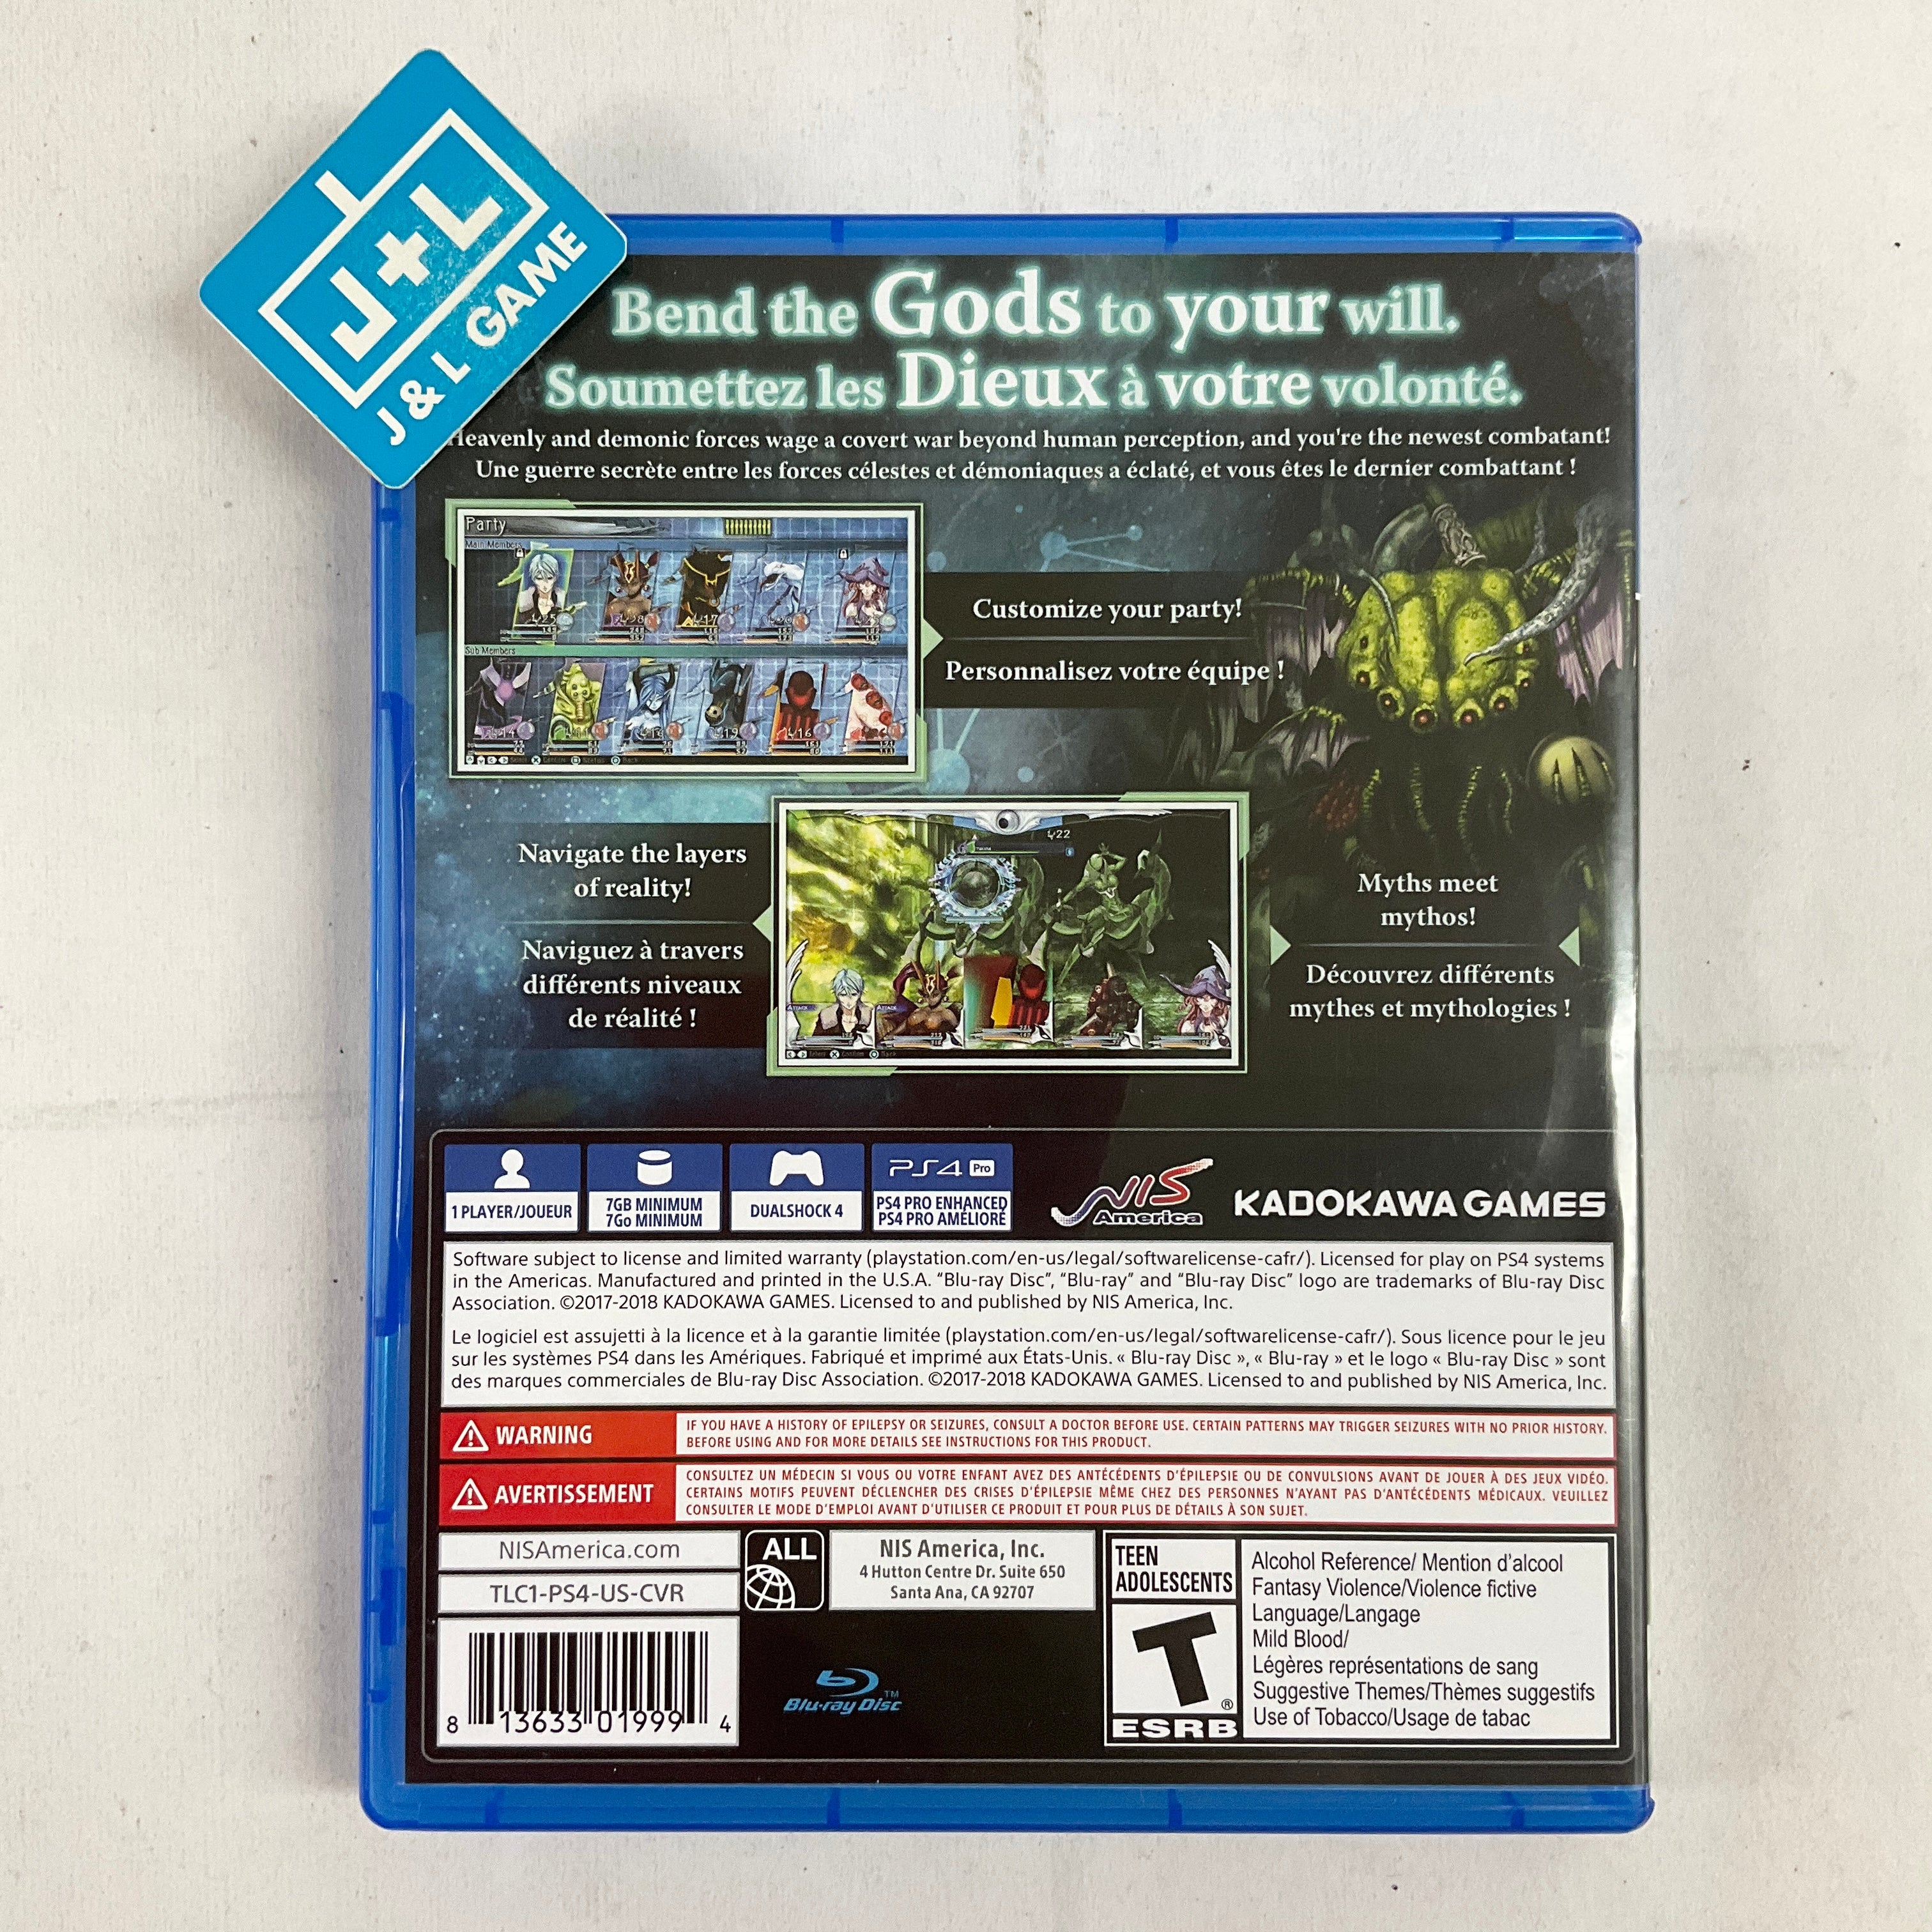 J+L
J & L GAME
Bend the Gods to your will.
Soumettez les Dieux à votre volonté.
Heavenly and demonic forces wage a covert war beyond human perception, and you're the newest combatant!
Une guerre secrète entre les forces célestes et démoniaques a éclaté, et vous êtes le dernier combattant !
Party
Main Members
Sub Members
Customize your party!
Personnalisez votre équipe !
Navigate the layers
of reality!
Naviguez à travers
différents niveaux
de réalité !
Myths meet
mythos!
Découvrez différents
mythes et mythologies !
1 PLAYER/JOUEUR
7GB MINIMUM
7Go MINIMUM
DUALSHOCK 4
PS4 Pro
PS4 PRO ENHANCED
PS4 PRO AMÉLIORÉ
NIS America
KADOKAWA GAMES
Software subject to license and limited warranty (playstation.com/en-us/legal/softwarelicense-cafr/). Licensed for play on PS4 systems
in the Americas. Manufactured and printed in the U.S.A. “Blu-ray Disc”, “Blu-ray” and “Blu-ray Disc” logo are trademarks of Blu-ray Disc
Association. ©2017-2018 KADOKAWA GAMES. Licensed to and published by NIS America, Inc.
Le logiciel est assujetti à la licence et à la garantie limitée (playstation.com/en-us/legal/softwarelicense-cafr/). Sous licence pour le jeu
sur les systèmes PS4 dans les Amériques. Fabriqué et imprimé aux États-Unis. « Blu-ray Disc », « Blu-ray » et le logo « Blu-ray Disc » sont
des marques commerciales de Blu-ray Disc Association. ©2017-2018 KADOKAWA GAMES. Licensed to and published by NIS America, Inc.
WARNING
IF YOU HAVE A HISTORY OF EPILEPSY OR SEIZURES, CONSULT A DOCTOR BEFORE USE. CERTAIN PATTERNS MAY TRIGGER SEIZURES WITH NO PRIOR HISTORY.
BEFORE USING AND FOR MORE DETAILS SEE INSTRUCTIONS FOR THIS PRODUCT.
AVERTISSEMENT
CONSULTEZ UN MÉDECIN SI VOUS OU VOTRE ENFANT AVEZ DES ANTÉCÉDENTS D'ÉPILEPSIE OU DE CONVULSIONS AVANT DE JOUER À DES JEUX VIDÉO.
CERTAINS MOTIFS PEUVENT DÉCLENCHER DES CRISES D'ÉPILEPSIE MÊME CHEZ DES PERSONNES N'AYANT PAS D'ANTÉCÉDENTS MÉDICAUX. VEUILLEZ
CONSULTER LE MODE D'EMPLOI AVANT D'UTILISER CE PRODUIT ET POUR PLUS DE DÉTAILS À SON SUJET.
NISAmerica.com
TLC1-PS4-US-CVR
ALL
NIS America, Inc.
4 Hutton Centre Dr. Suite 650
Santa Ana, CA 92707
TEEN
ADOLESCENTS
T
ESRB
Alcohol Reference/ Mention d'alcool
Fantasy Violence/Violence fictive
Language/Langage
Mild Blood/
Légères représentations de sang
Suggestive Themes/Thèmes suggestifs
Use of Tobacco/Usage de tabac
8 13633 01999 4
Blu-ray Disc™